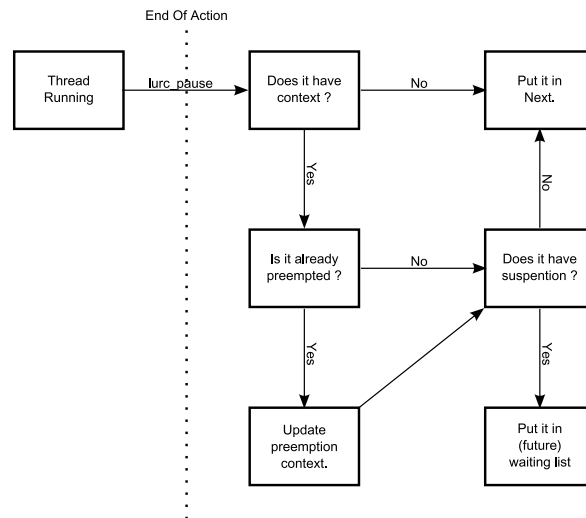 End Of Action
Thread
Running
lurc_pause
Does it have
context ?
No
Put it in
Next.
Yes
No
Is it already
preempted ?
No
Does it have
suspention ?
Yes
Yes
Update
preemption
context.
Put it in
(future)
waiting list